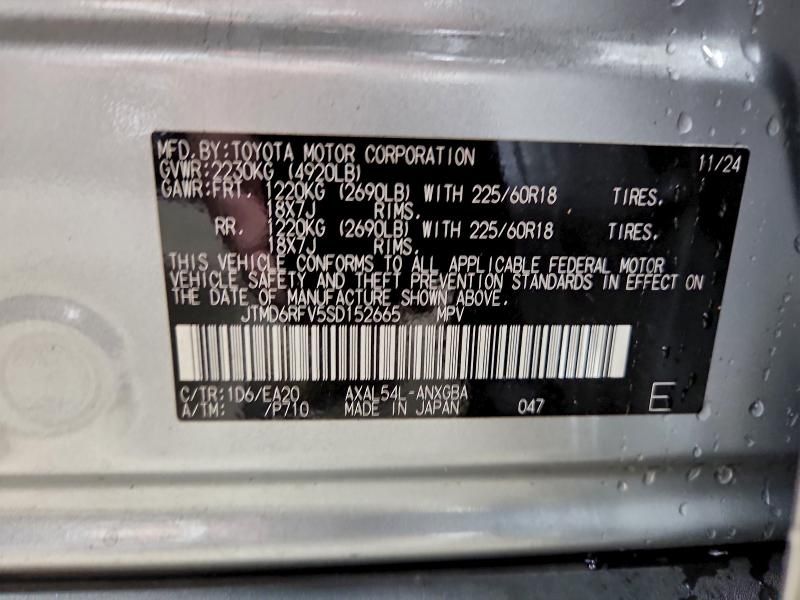 MFD.BY:TOYOTA MOTOR CORPORATION 11/24
GVWR:2230KG (4920LB)
GAWR:FRT. 1220KG (2690LB) WITH 225/60R18 TIRES,
18X7J RIMS.
RR. 1220KG (2690LB) WITH 225/60R18 TIRES,
18X7J RIMS.
THIS VEHICLE CONFORMS TO ALL APPLICABLE FEDERAL MOTOR
VEHICLE SAFETY AND THEFT PREVENTION STANDARDS IN EFFECT ON
THE DATE OF MANUFACTURE SHOWN ABOVE.
JTMD6RFV5SD152665 MPV
C/TR:1D6/EA20 AXAL54L-ANXGBA
A/TM: /P710 MADE IN JAPAN 047 E